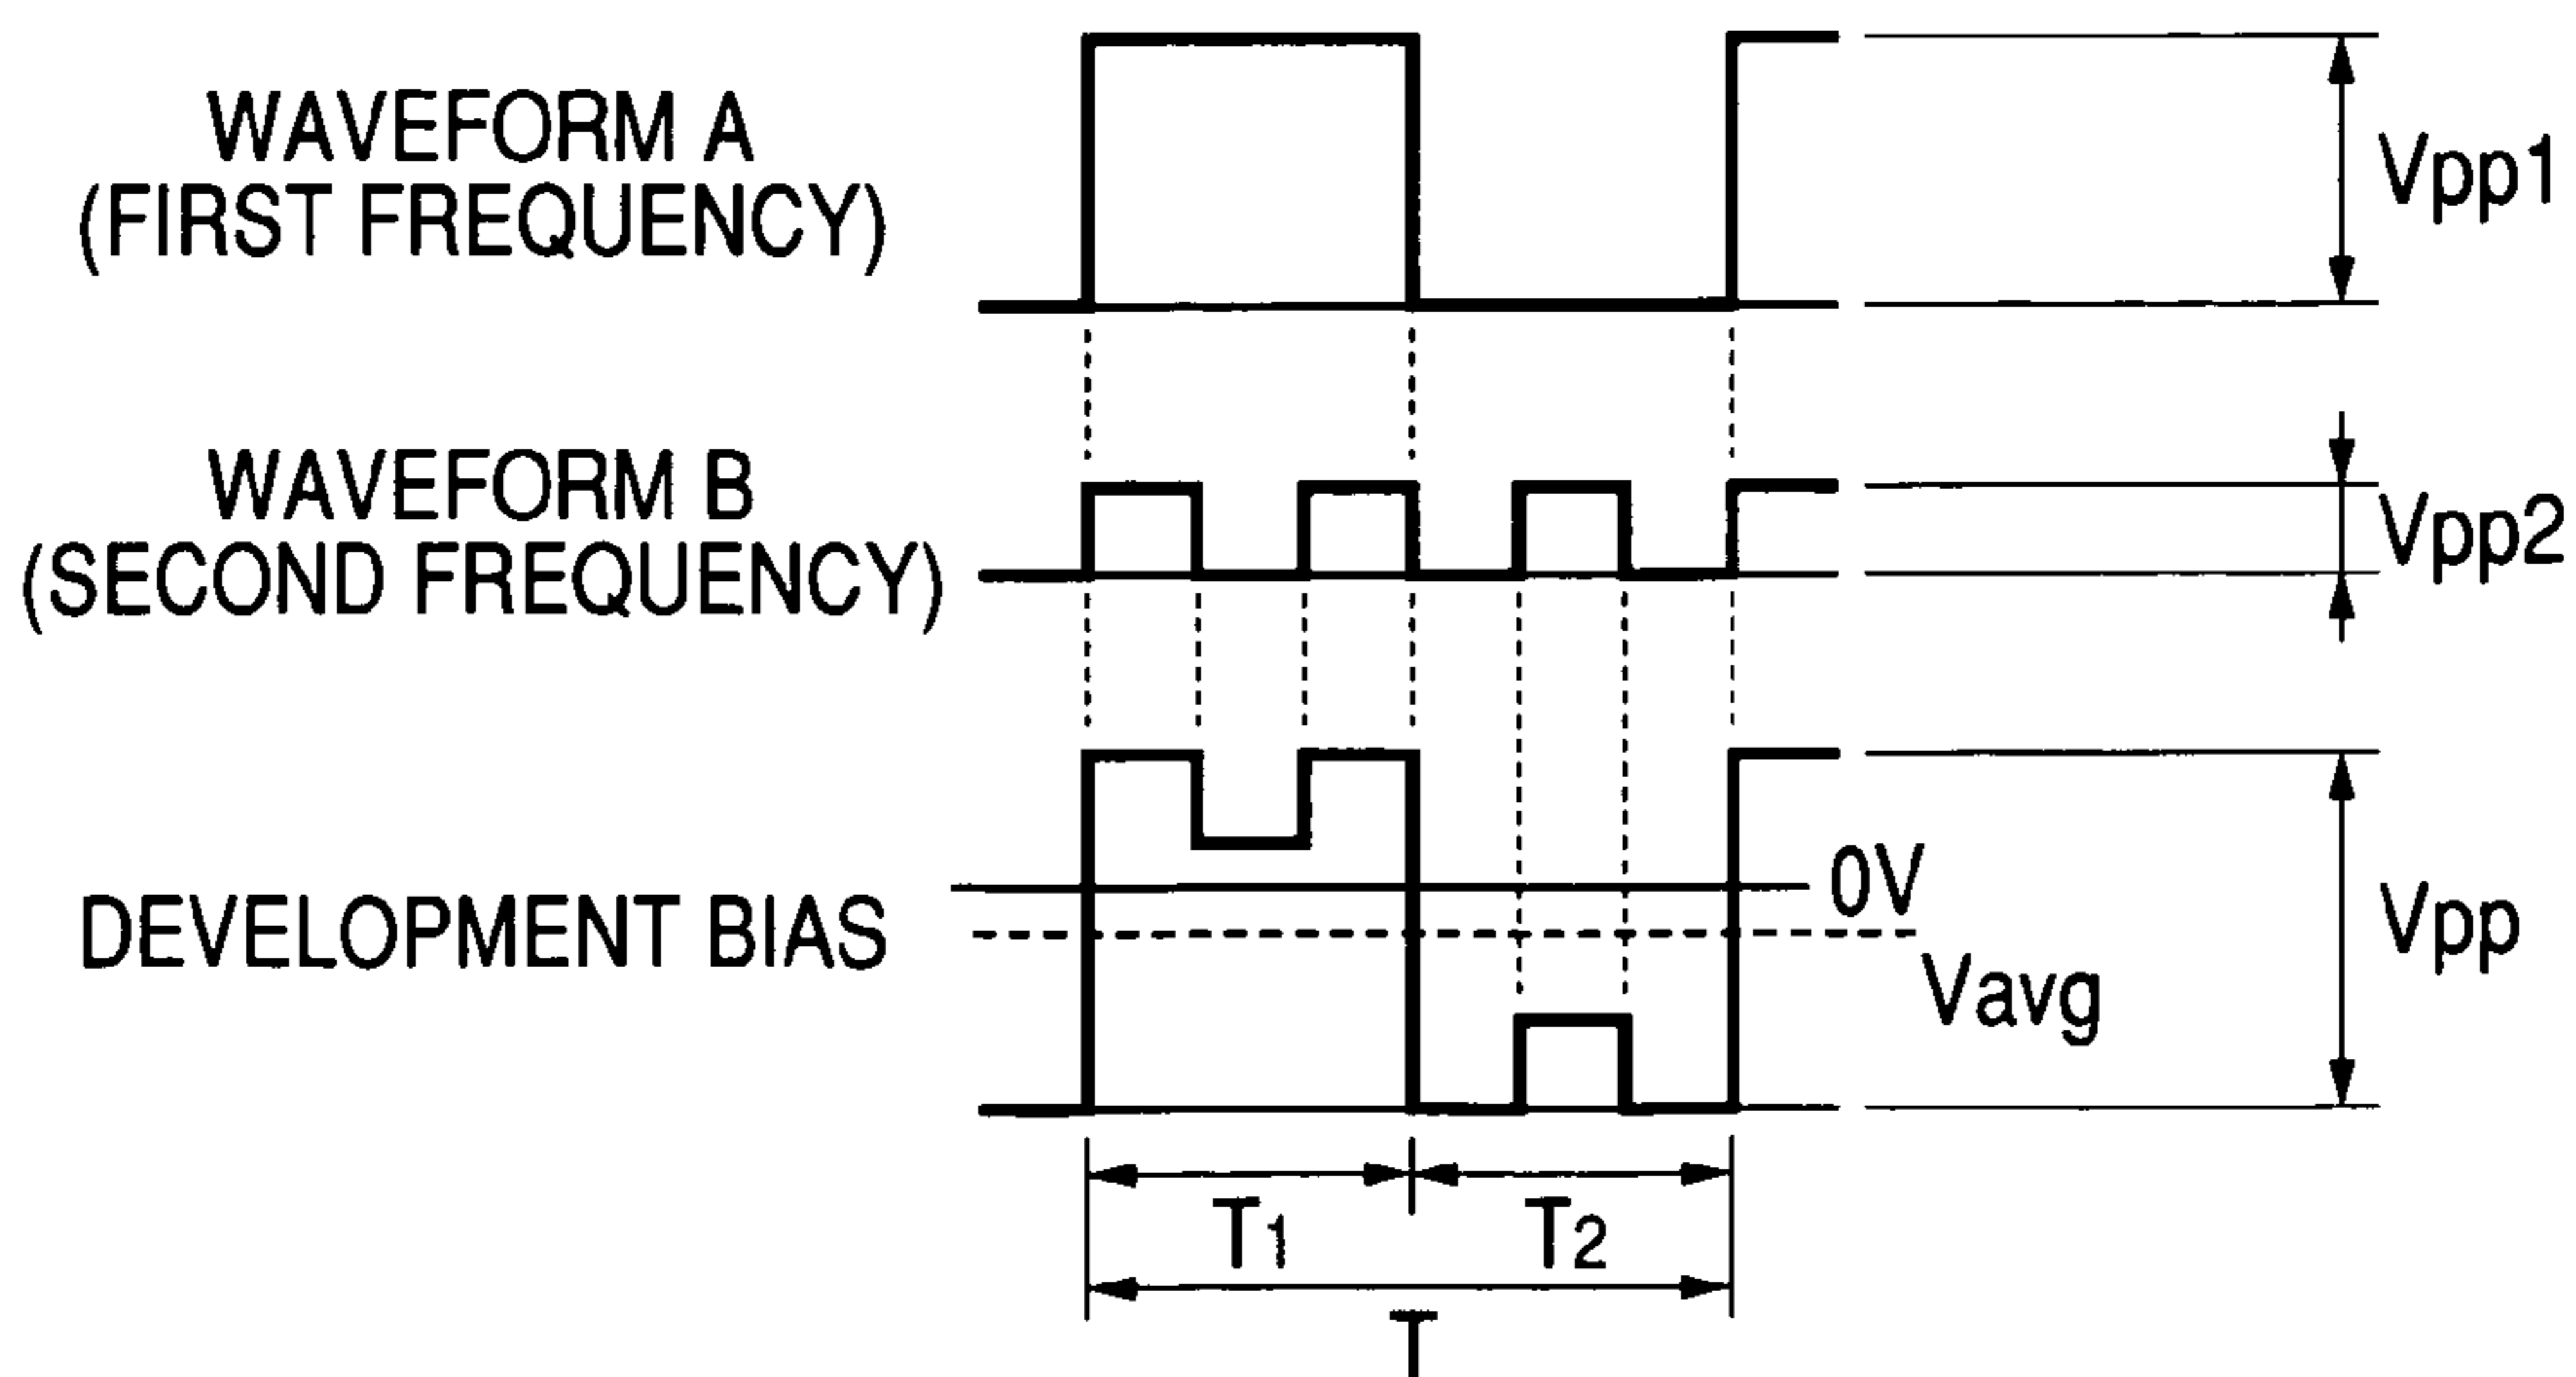 WAVEFORM A
(FIRST FREQUENCY)
Vpp1
WAVEFORM B
(SECOND FREQUENCY)
Vpp2
DEVELOPMENT BIAS
0V
Vavg
Vpp
T1
T2
T